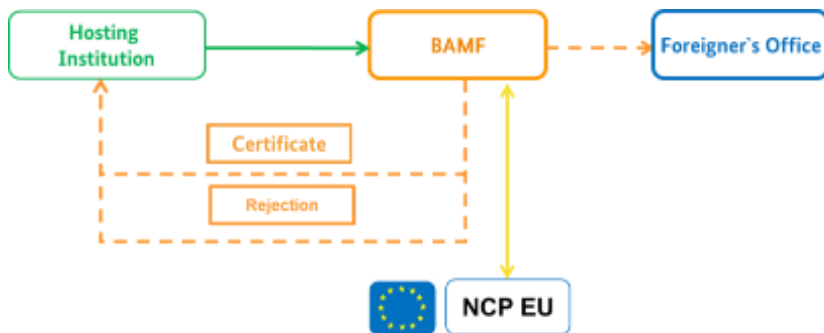 Hosting
Institution
BAMF
Foreigner`s Office
Certificate
Rejection
NCP EU